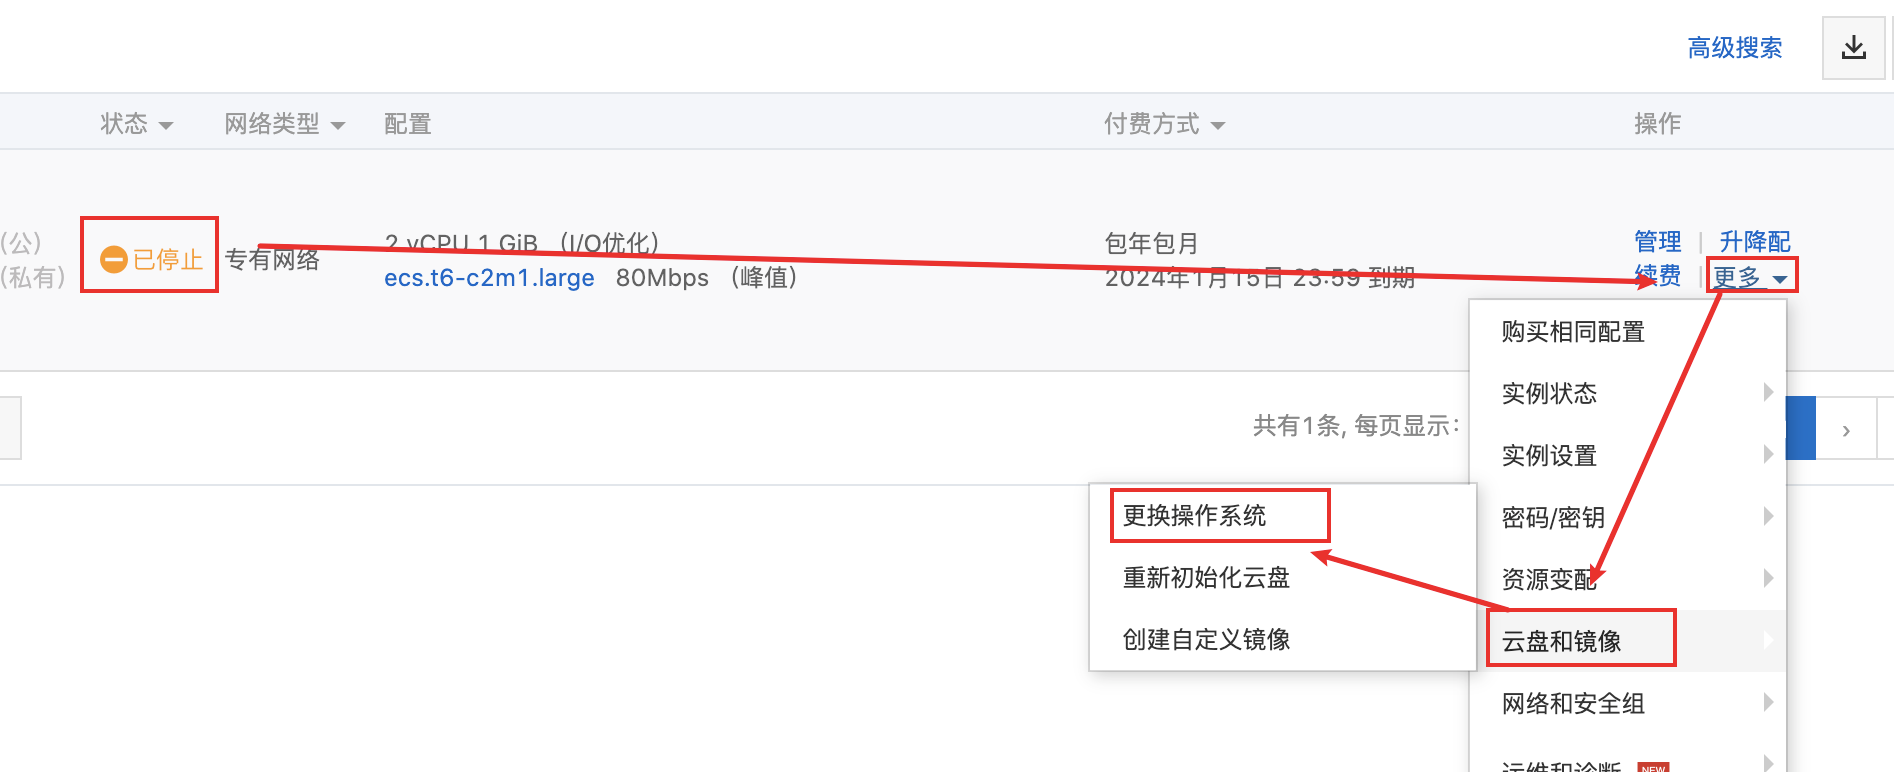 高级搜索
状态 网络类型 配置 付费方式 操作
(公)
(私有)
已停止
专有网络
2 vCPU 1 GiB (I/O优化)
ecs.t6-c2m1.large 80Mbps (峰值)
包年包月
2024年1月15日 23:59 到期
管理 | 升降配
续费 | 更多
购买相同配置
实例状态
共有1条, 每页显示：
实例设置
密码/密钥
资源变配
云盘和镜像
网络和安全组
运维和诊断 NEW
更换操作系统
重新初始化云盘
创建自定义镜像